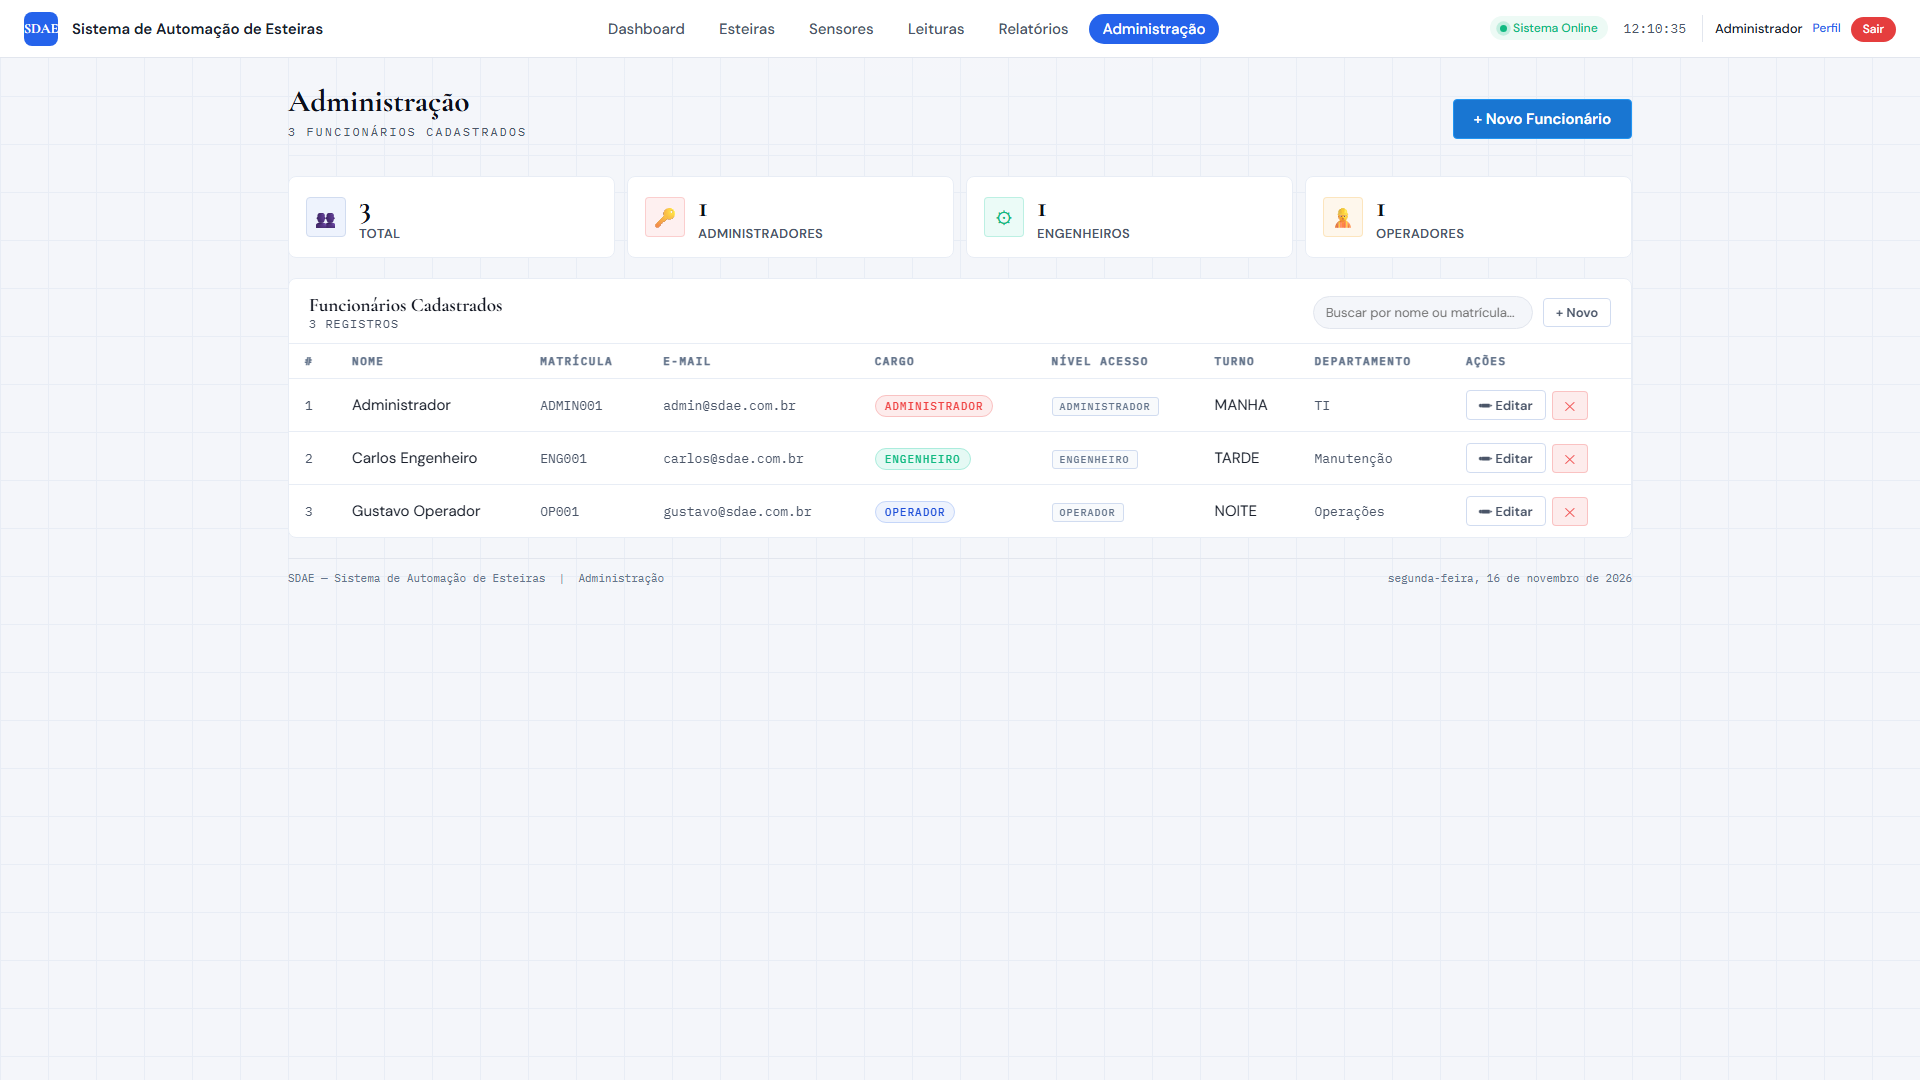 SDAE Sistema de Automação de Esteiras Dashboard Esteiras Sensores Leituras Relatórios Administração Sistema Online 12:10:35 Administrador Perfil Sair
Administração
3 FUNCIONÁRIOS CADASTRADOS
+ Novo Funcionário
3
TOTAL
1
ADMINISTRADORES
1
ENGENHEIROS
1
OPERADORES
Funcionários Cadastrados
3 REGISTROS
Buscar por nome ou matrícula...
+ Novo
# NOME MATRÍCULA E-MAIL CARGO NÍVEL ACESSO TURNO DEPARTAMENTO AÇÕES
1 Administrador ADMIN001 admin@sdae.com.br ADMINISTRADOR ADMINISTRADOR MANHA TI Editar
2 Carlos Engenheiro ENG001 carlos@sdae.com.br ENGENHEIRO ENGENHEIRO TARDE Manutenção Editar
3 Gustavo Operador OP001 gustavo@sdae.com.br OPERADOR OPERADOR NOITE Operações Editar
SDAE — Sistema de Automação de Esteiras | Administração
segunda-feira, 16 de novembro de 2026